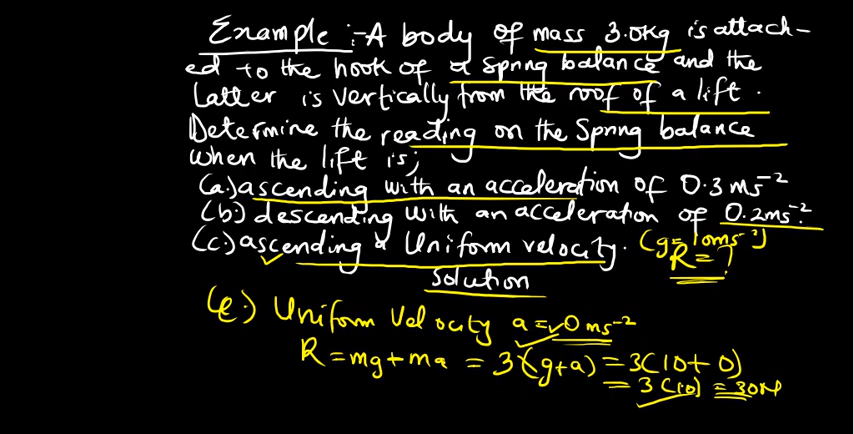 Example :- A body of mass 3.0kg is attach-
ed to the hook of a spring balance and the
latter is vertically from the roof of a lift.
Determine the reading on the Spring balance
when the lift is;
(a.) ascending with an acceleration of 0.3ms⁻²
(b.) descending with an acceleration of 0.2ms⁻².
(c.) ascending a Uniform velocity. (g=10ms⁻²)
R=?
Solution
(c.) Uniform Velocity a=0ms⁻²
R=mg+ma = 3(g+a) = 3(10+0)
= 3(10) = 30N